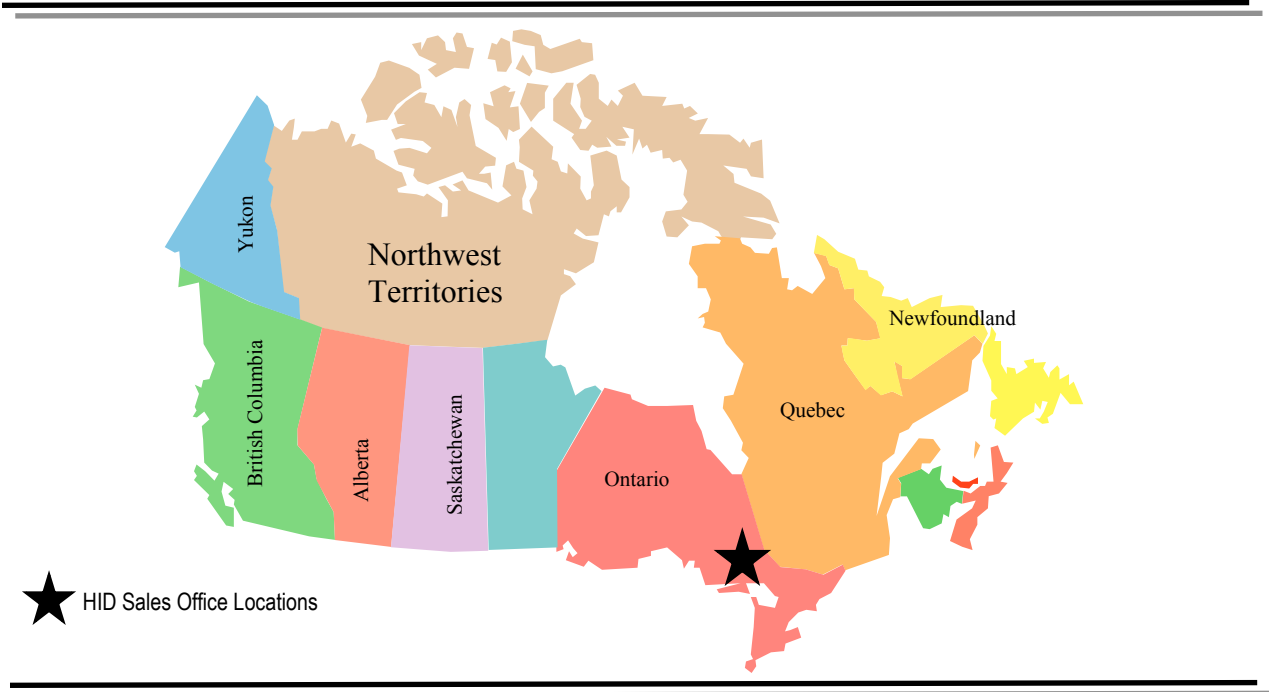 Yukon
Northwest
Territories
Newfoundland
British Columbia
Alberta
Saskatchewan
Quebec
Ontario
HID Sales Office Locations